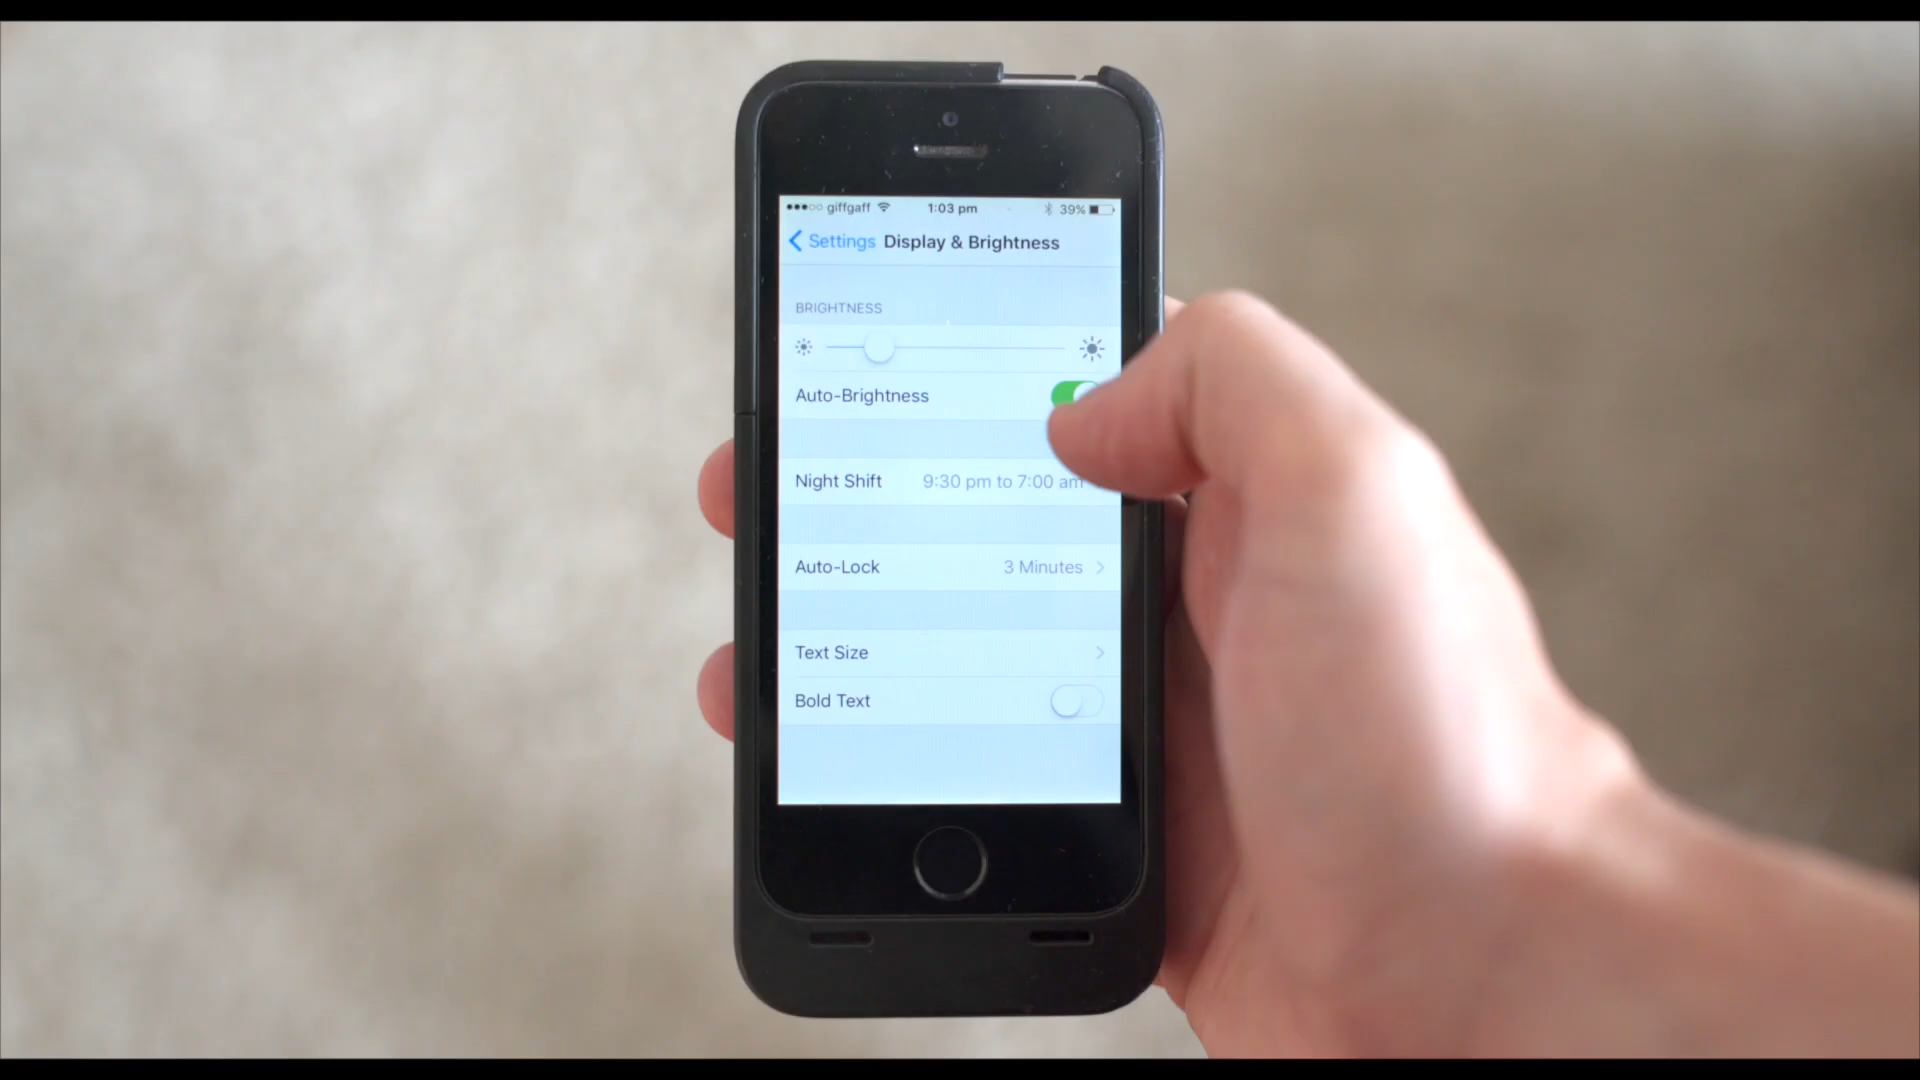 giffgaff 1:03 pm 39%
Settings Display & Brightness
BRIGHTNESS
Auto-Brightness
Night Shift 9:30 pm to 7:00 am
Auto-Lock 3 Minutes
Text Size
Bold Text